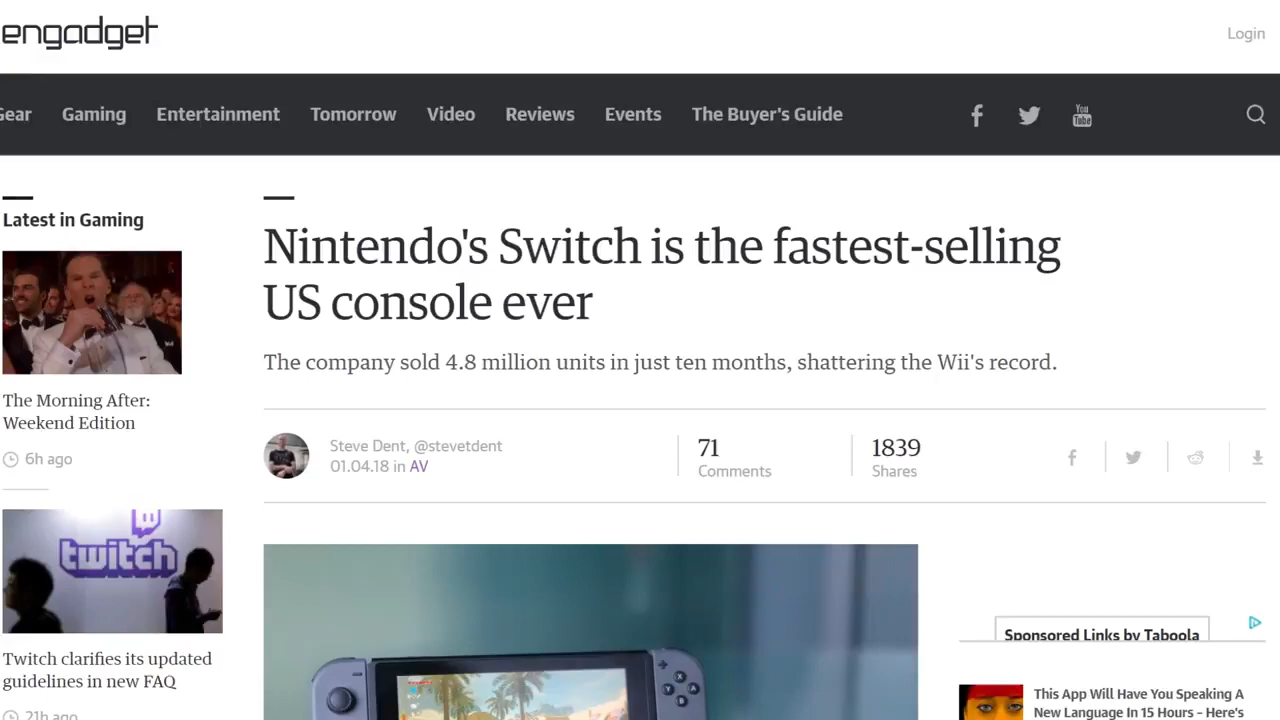 engadget
Login
Gear
Gaming
Entertainment
Tomorrow
Video
Reviews
Events
The Buyer's Guide
You
Tube
Latest in Gaming
The Morning After:
Weekend Edition
6h ago
twitch
Twitch clarifies its updated
guidelines in new FAQ
21h ago
Nintendo's Switch is the fastest-selling
US console ever
The company sold 4.8 million units in just ten months, shattering the Wii's record.
Steve Dent, @stevetdent
01.04.18 in AV
71
Comments
1839
Shares
X
Y
A
B
Sponsored Links by Taboola
This App Will Have You Speaking A
New Language In 15 Hours - Here's